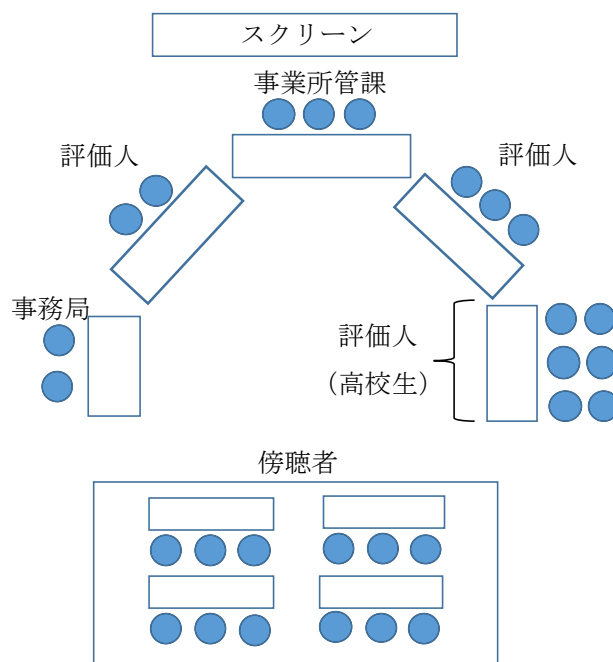 スクリーン
事業所管課
評価人
評価人
事務局
評価人
（高校生）
傍聴者